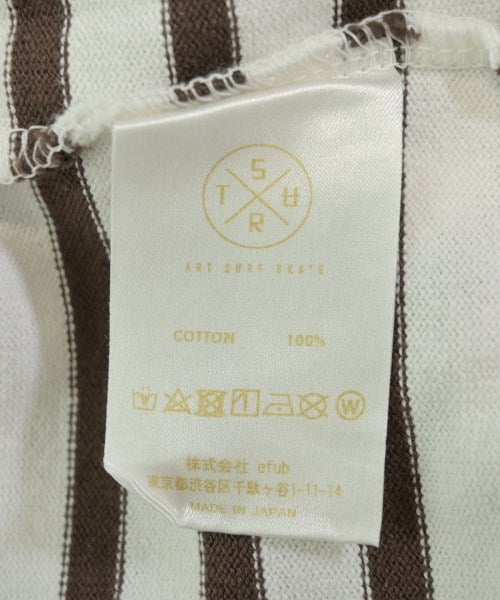 S
T R
R
ART SURF SKATE
COTTON 100%
W
株式会社 efub
東京都渋谷区千駄ヶ谷1-11-14
MADE IN JAPAN